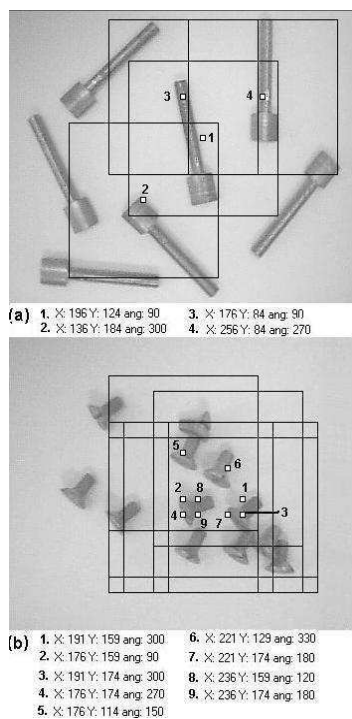 3
4
1
2
(a) 1. X: 196 Y: 124 ang: 90 3. X: 176 Y: 84 ang: 90
2. X: 136 Y: 184 ang: 300 4. X: 256 Y: 84 ang: 270
5
6
2 8 1
4 9 7 3
1. X: 191 Y: 159 ang: 300 6. X: 221 Y: 129 ang: 330
2. X: 176 Y: 159 ang: 90 7. X: 221 Y: 174 ang: 180
3. X: 191 Y: 174 ang: 300 8. X: 236 Y: 159 ang: 120
4. X: 176 Y: 174 ang: 270 9. X: 236 Y: 174 ang: 180
(b) 5. X: 176 Y: 114 ang: 150